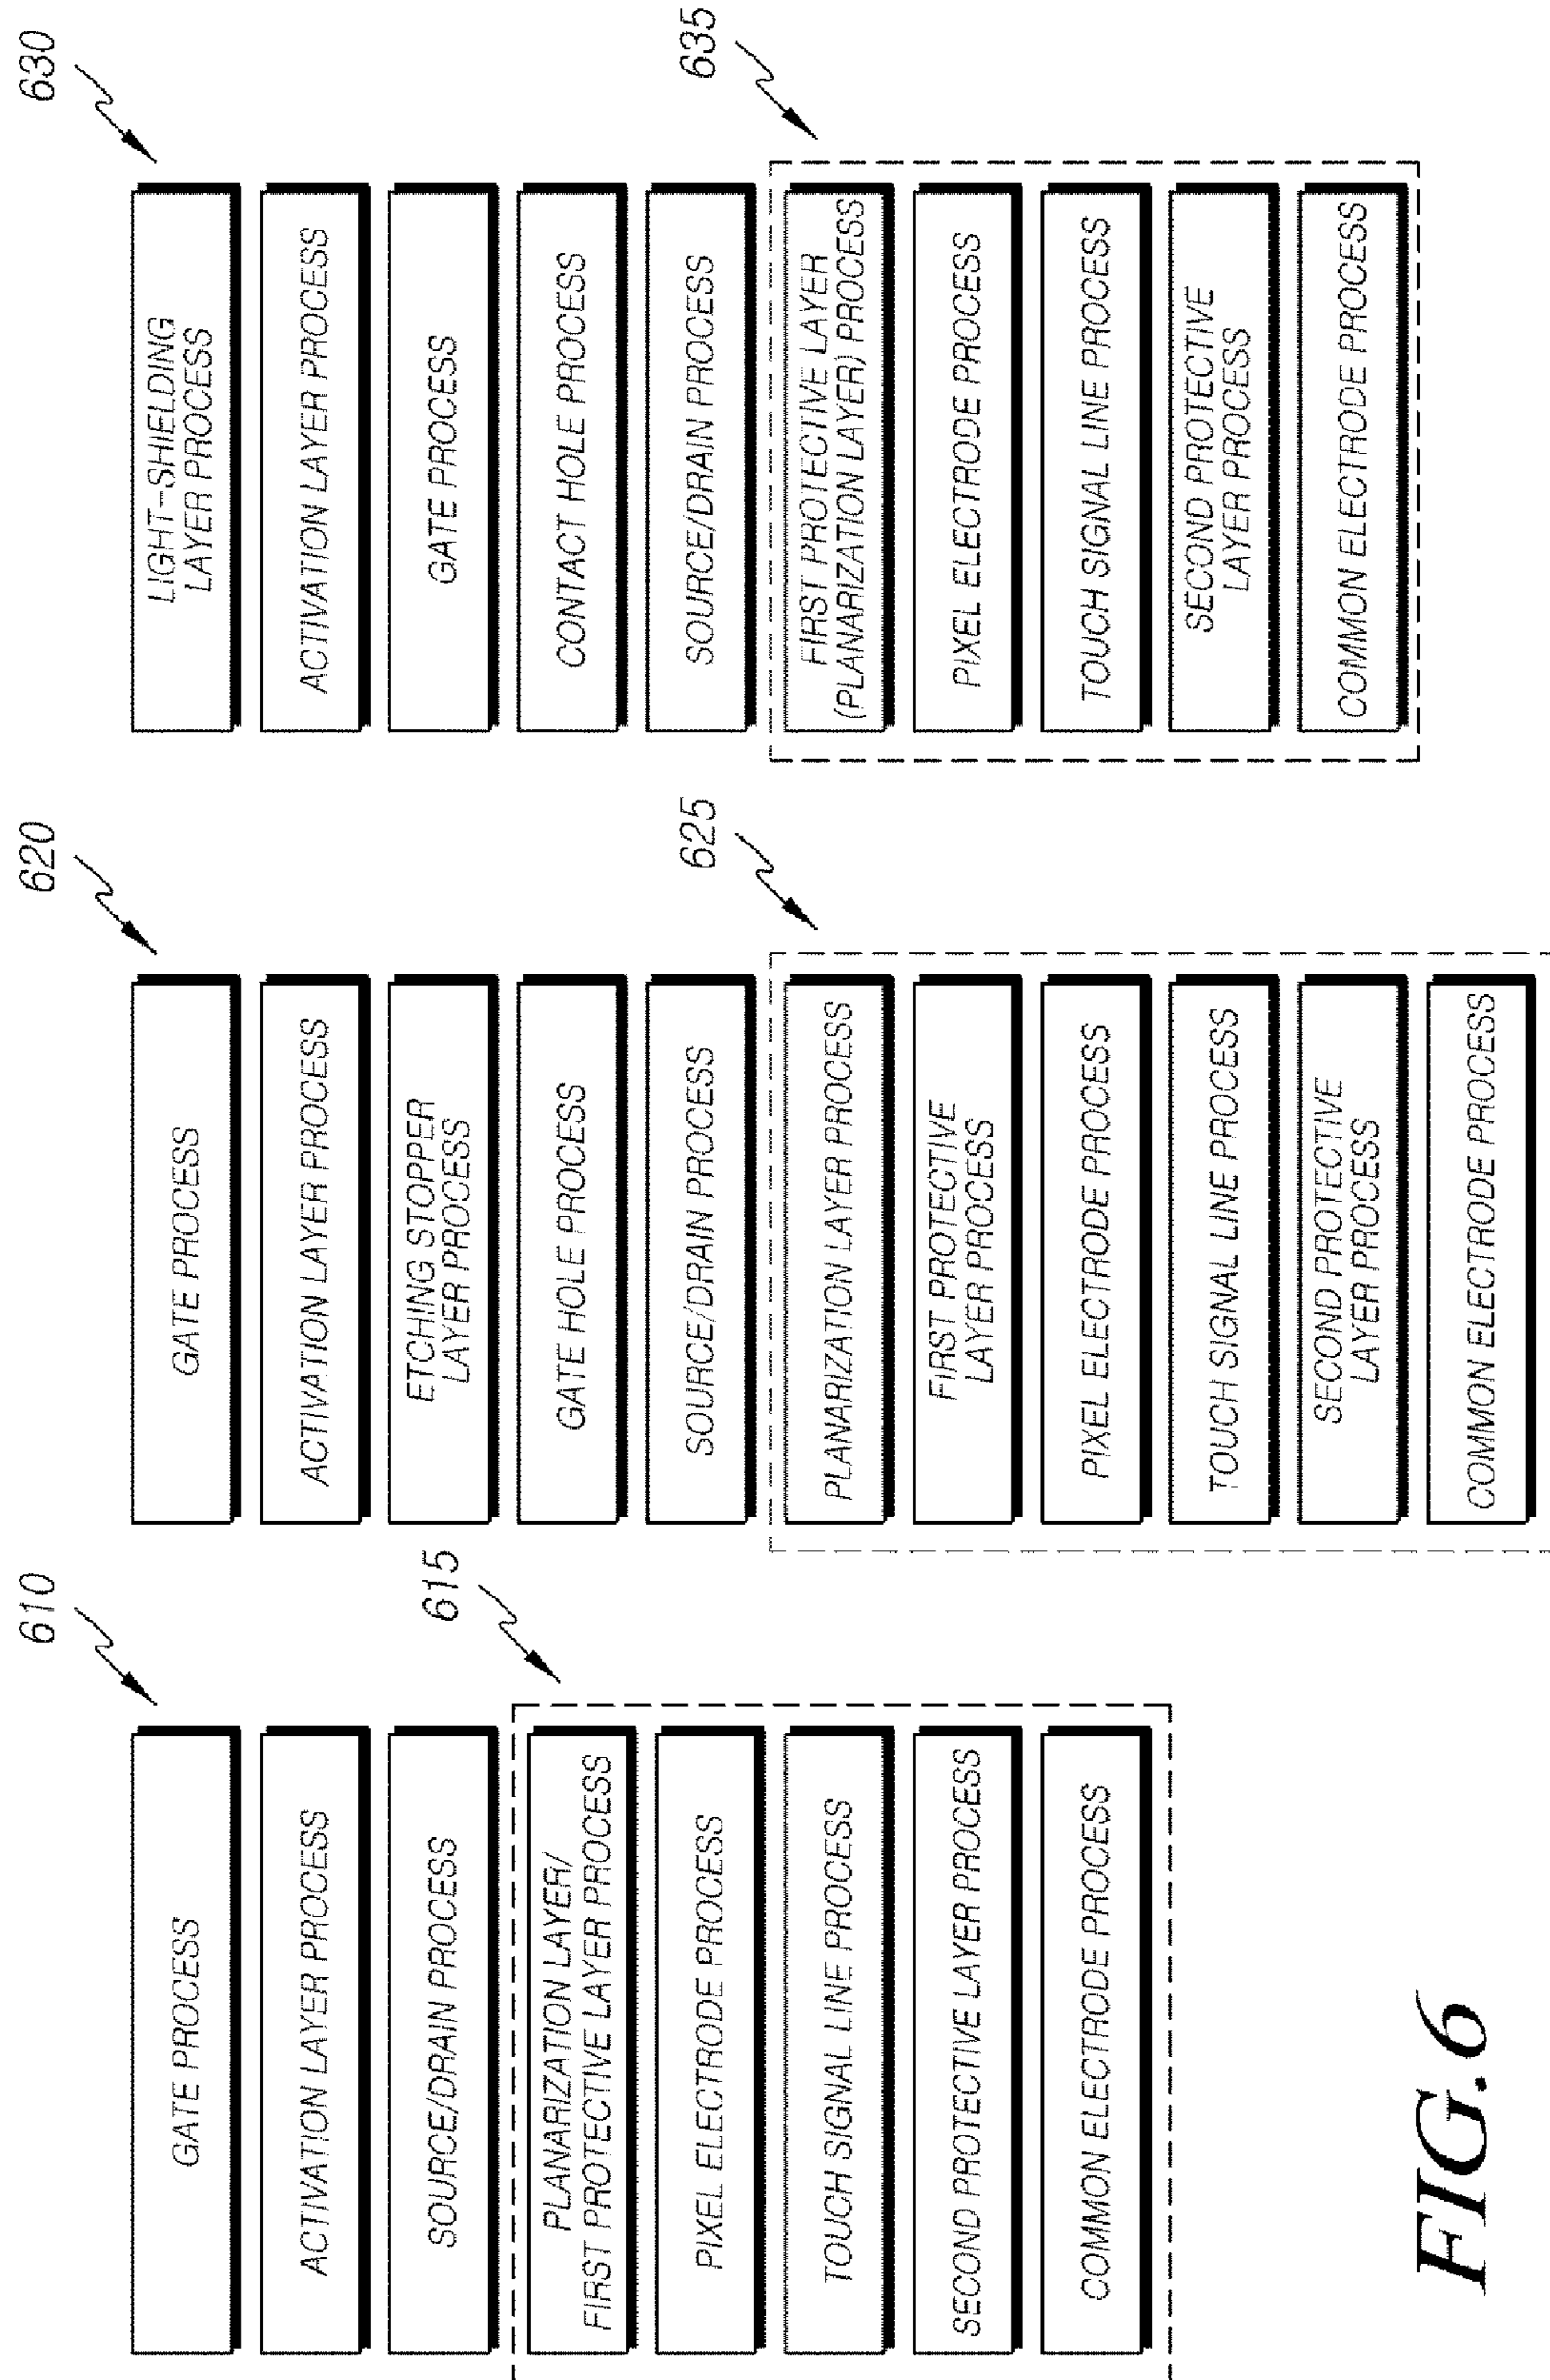 610
GATE PROCESS
ACTIVATION LAYER PROCESS
SOURCE/DRAIN PROCESS
615
PLANARIZATION LAYER/
FIRST PROTECTIVE LAYER PROCESS
PIXEL ELECTRODE PROCESS
TOUCH SIGNAL LINE PROCESS
SECOND PROTECTIVE LAYER PROCESS
COMMON ELECTRODE PROCESS
620
GATE PROCESS
ACTIVATION LAYER PROCESS
ETCHING STOPPER
LAYER PROCESS
GATE HOLE PROCESS
SOURCE/DRAIN PROCESS
625
PLANARIZATION LAYER PROCESS
FIRST PROTECTIVE
LAYER PROCESS
PIXEL ELECTRODE PROCESS
TOUCH SIGNAL LINE PROCESS
SECOND PROTECTIVE
LAYER PROCESS
COMMON ELECTRODE PROCESS
630
LIGHT-SHIELDING
LAYER PROCESS
ACTIVATION LAYER PROCESS
GATE PROCESS
CONTACT HOLE PROCESS
SOURCE/DRAIN PROCESS
635
FIRST PROTECTIVE LAYER
(PLANARIZATION LAYER) PROCESS
PIXEL ELECTRODE PROCESS
TOUCH SIGNAL LINE PROCESS
SECOND PROTECTIVE
LAYER PROCESS
COMMON ELECTRODE PROCESS
FIG.6